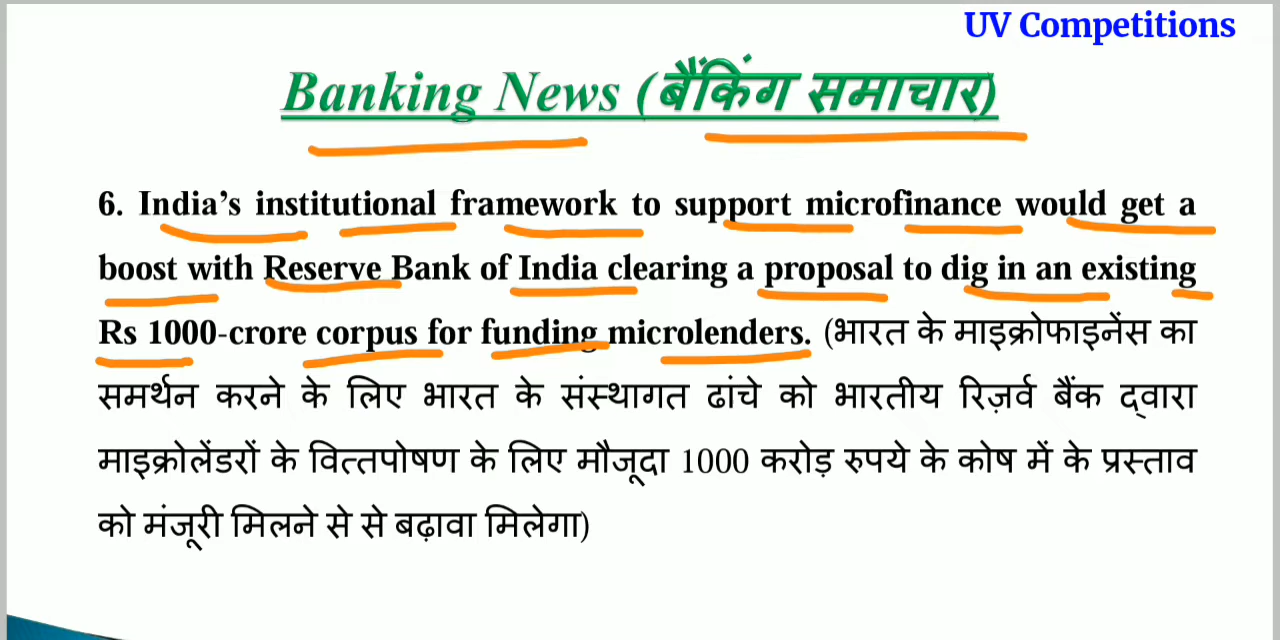 UV Competitions
Banking News (बैंकिंग समाचार)
6. India’s institutional framework to support microfinance would get a
boost with Reserve Bank of India clearing a proposal to dig in an existing
Rs 1000-crore corpus for funding microlenders. (भारत के माइक्रोफाइनेंस का
समर्थन करने के लिए भारत के संस्थागत ढांचे को भारतीय रिज़र्व बैंक द्वारा
माइक्रोलेंडरों के वित्तपोषण के लिए मौजूदा 1000 करोड़ रुपये के कोष में के प्रस्ताव
को मंजूरी मिलने से से बढ़ावा मिलेगा)